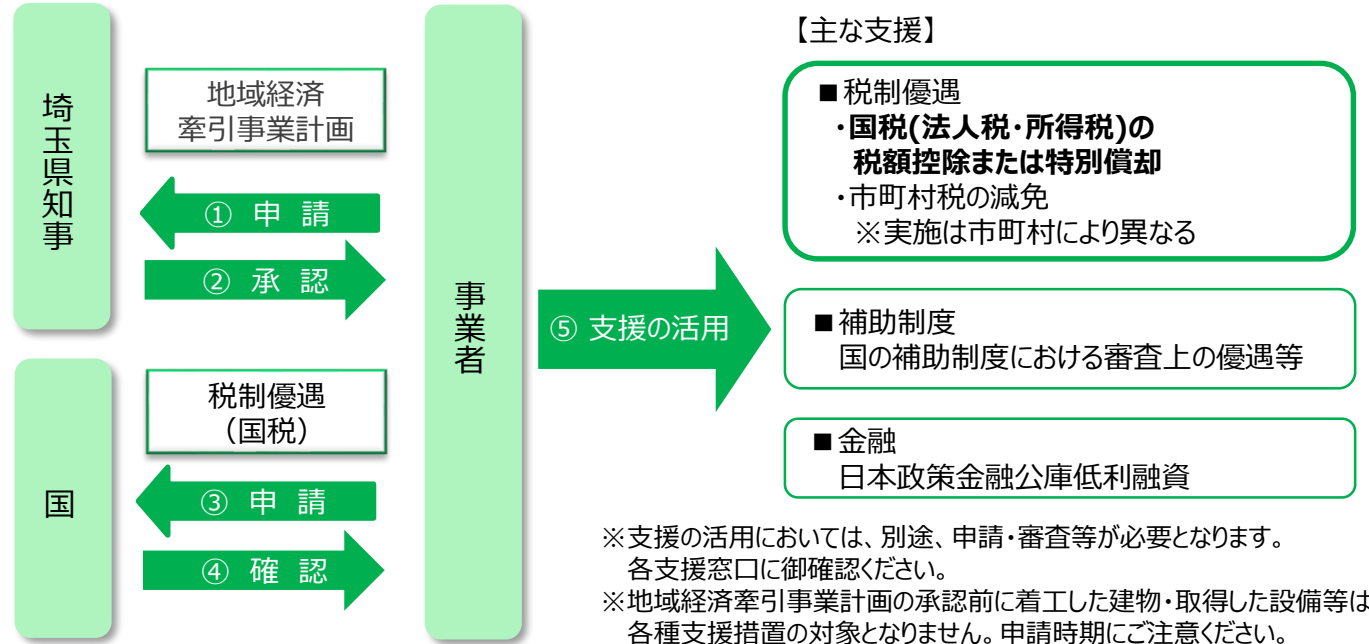 埼玉県知事
地域経済
牽引事業計画
① 申 請
② 承 認
国
税制優遇
（国税）
③ 申 請
④ 確 認
事業者
⑤ 支援の活用
【主な支援】
■税制優遇
・国税(法人税・所得税)の
税額控除または特別償却
・市町村税の減免
※実施は市町村により異なる
■補助制度
国の補助制度における審査上の優遇等
■金融
日本政策金融公庫低利融資
※支援の活用においては、別途、申請・審査等が必要となります。
各支援窓口に御確認ください。
※地域経済牽引事業計画の承認前に着工した建物・取得した設備等は
各種支援措置の対象となりません。申請時期にご注意ください。